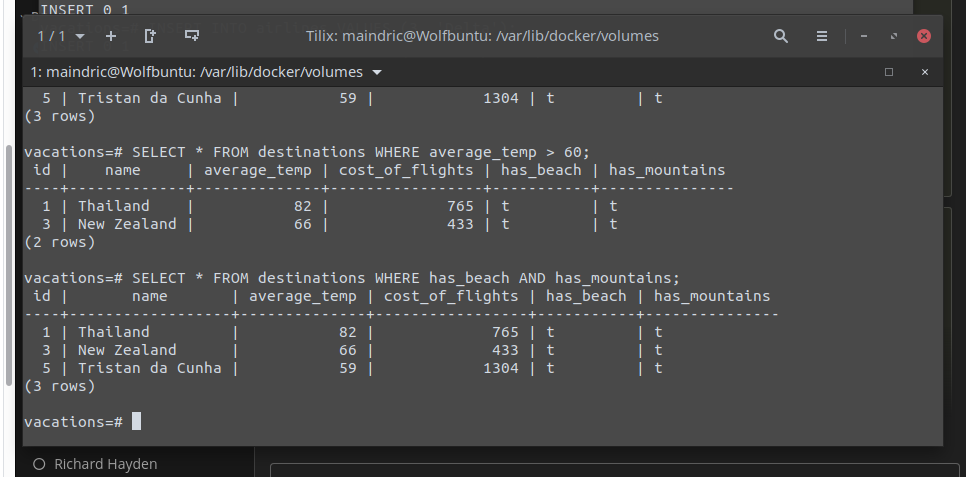 INSERT 0 1
1 / 1
Tilix: maindric@Wolfbuntu: /var/lib/docker/volumes
1: maindric@Wolfbuntu: /var/lib/docker/volumes
  5 | Tristan da Cunha |           59 |            1304 | t         | t
(3 rows)
vacations=# SELECT * FROM destinations WHERE average_temp > 60;
 id |    name     | average_temp | cost_of_flights | has_beach | has_mountains
----+-------------+--------------+-----------------+-----------+---------------
  1 | Thailand    |           82 |             765 | t         | t
  3 | New Zealand |           66 |             433 | t         | t
(2 rows)
vacations=# SELECT * FROM destinations WHERE has_beach AND has_mountains;
 id |       name       | average_temp | cost_of_flights | has_beach | has_mountains
----+------------------+--------------+-----------------+-----------+---------------
  1 | Thailand         |           82 |             765 | t         | t
  3 | New Zealand      |           66 |             433 | t         | t
  5 | Tristan da Cunha |           59 |            1304 | t         | t
(3 rows)
vacations=#
Richard Hayden